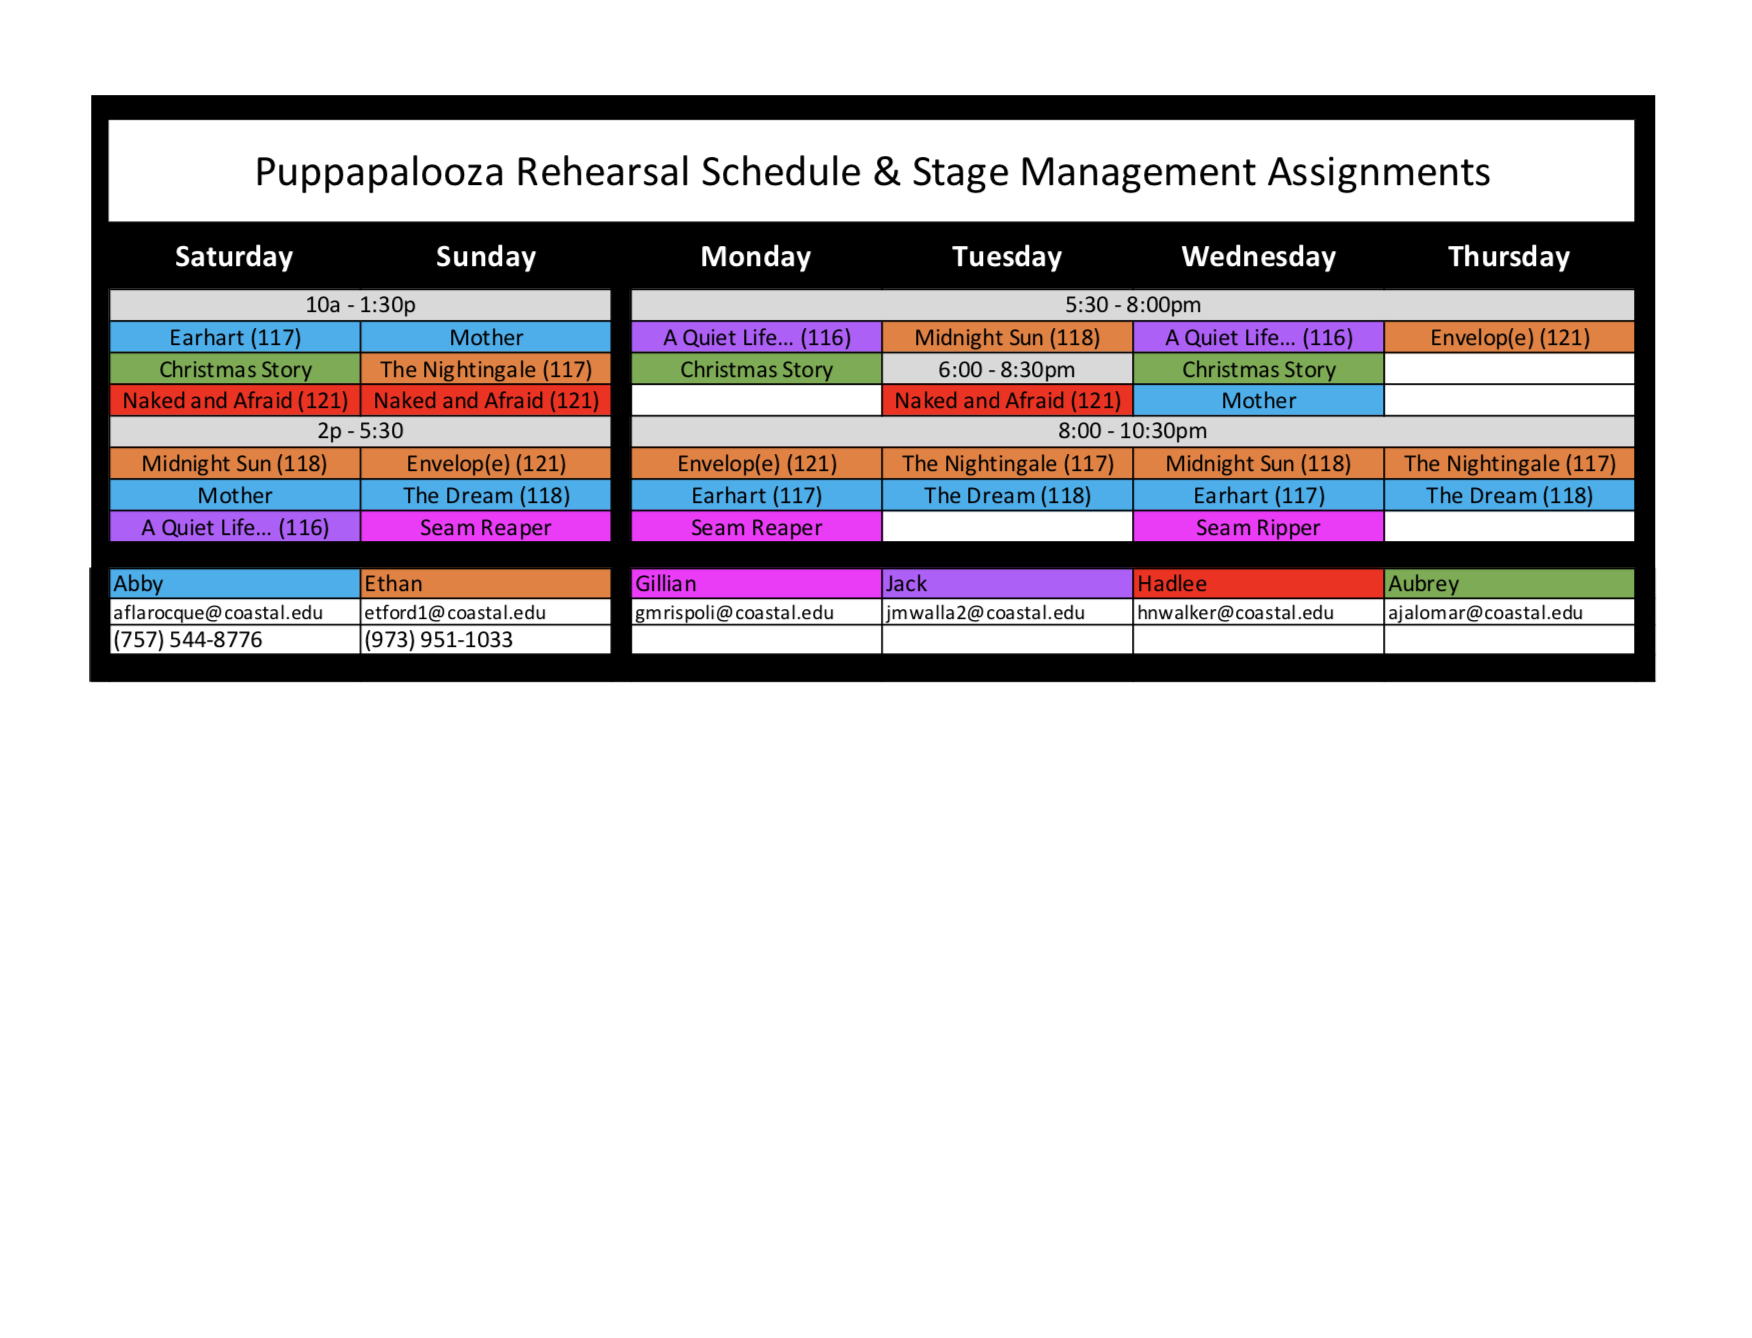 Puppapalooza Rehearsal Schedule & Stage Management Assignments
Saturday Sunday Monday Tuesday Wednesday Thursday
10a - 1:30p 5:30 - 8:00pm
Earhart (117) Mother A Quiet Life... (116) Midnight Sun (118) A Quiet Life... (116) Envelop(e) (121)
Christmas Story The Nightingale (117) Christmas Story 6:00 - 8:30pm Christmas Story
Naked and Afraid (121) Naked and Afraid (121) Naked and Afraid (121) Mother
2p - 5:30 8:00 - 10:30pm
Midnight Sun (118) Envelop(e) (121) Envelop(e) (121) The Nightingale (117) Midnight Sun (118) The Nightingale (117)
Mother The Dream (118) Earhart (117) The Dream (118) Earhart (117) The Dream (118)
A Quiet Life... (116) Seam Reaper Seam Reaper Seam Ripper
Abby Ethan Gillian Jack Hadlee Aubrey
aflarocque@coastal.edu etford1@coastal.edu gmrispoli@coastal.edu jmwalla2@coastal.edu hnwalker@coastal.edu ajalomar@coastal.edu
(757) 544-8776 (973) 951-1033